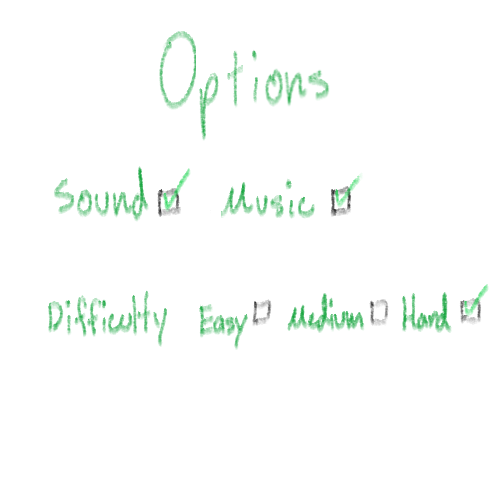 Options
Sound ☑ Music ☑
Difficulty Easy ☐ Medium ☐ Hard ☑